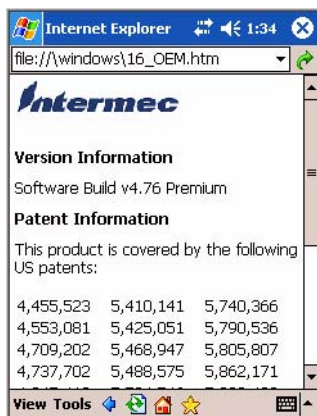 Internet Explorer 1:34
file://\windows\16_OEM.htm
Intermec
Version Information
Software Build v4.76 Premium
Patent Information
This product is covered by the following
US patents:
4,455,523 5,410,141 5,740,366
4,553,081 5,425,051 5,790,536
4,709,202 5,468,947 5,805,807
4,737,702 5,488,575 5,862,171
View Tools